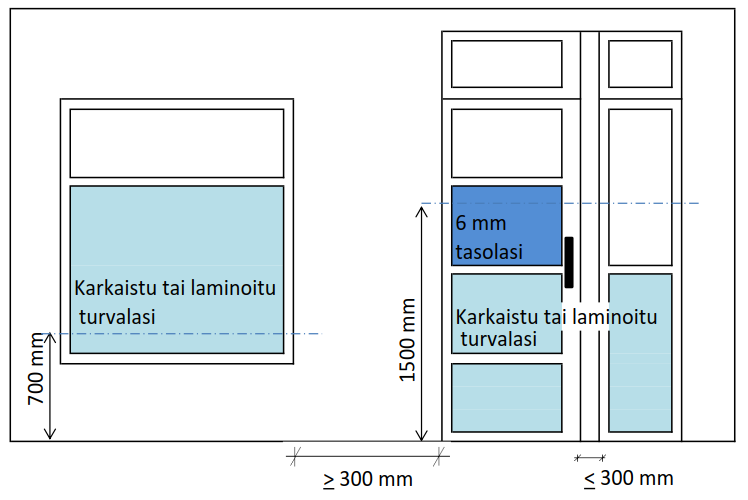 6 mm
tasolasi
Karkaistu tai laminoitu
turvalasi
Karkaistu tai laminoitu
turvalasi
700 mm
1500 mm
≥ 300 mm
≤ 300 mm